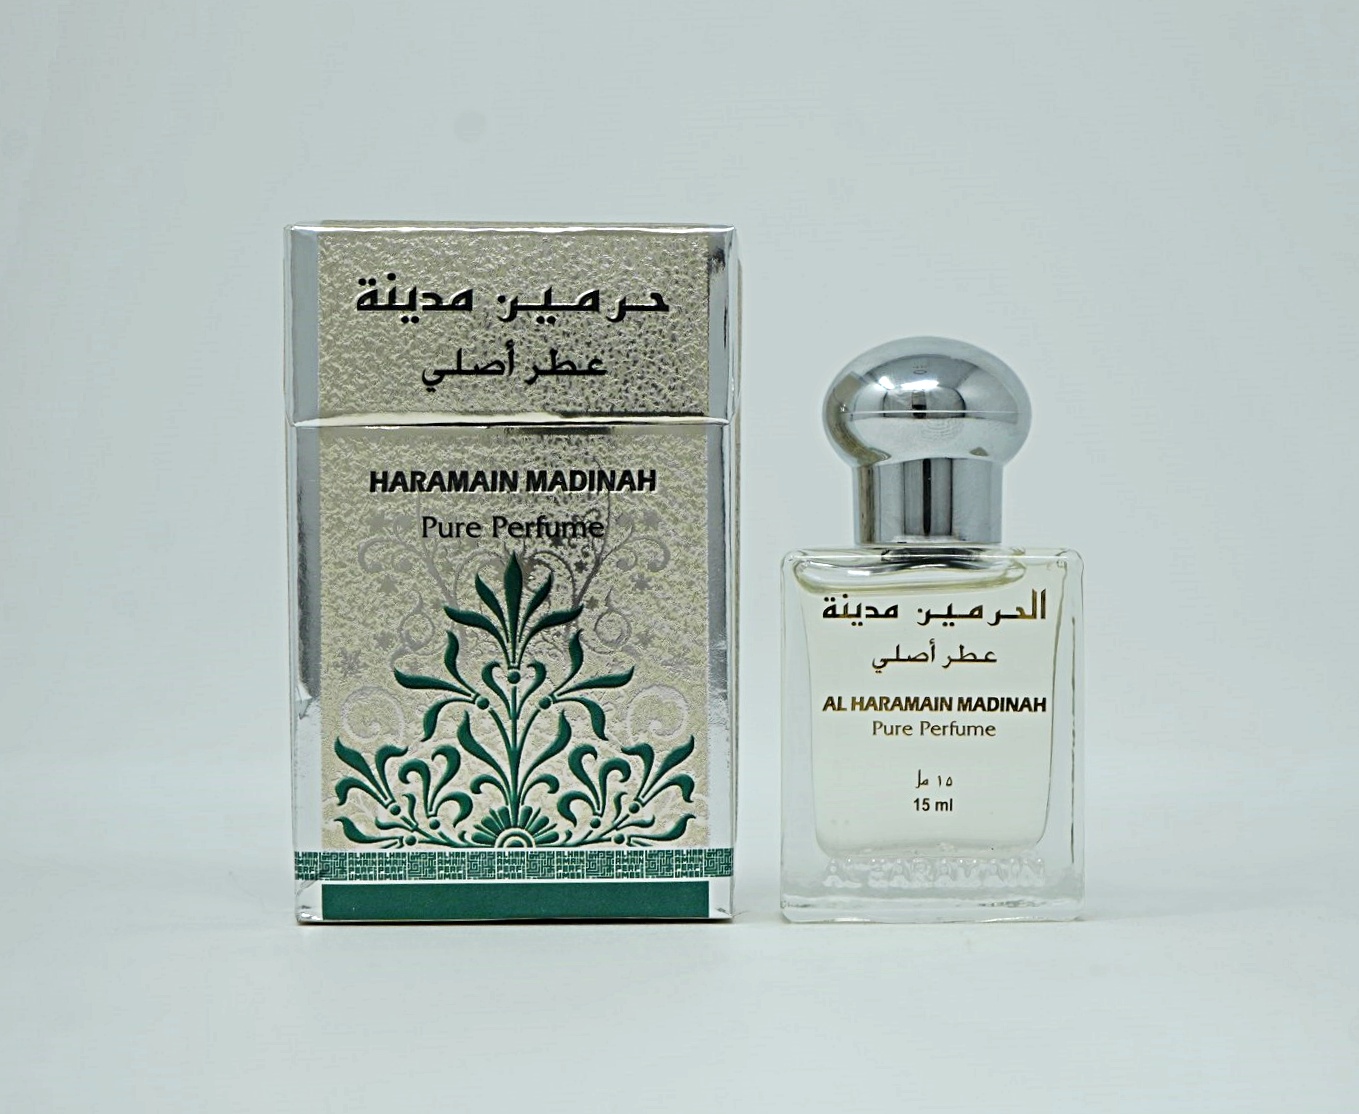 حرمين مدينة
عطر أصلي
HARAMAIN MADINAH
Pure Perfume
الحرمين مدينة
عطر أصلي
AL HARAMAIN MADINAH
Pure Perfume
١٥ مل
15 ml